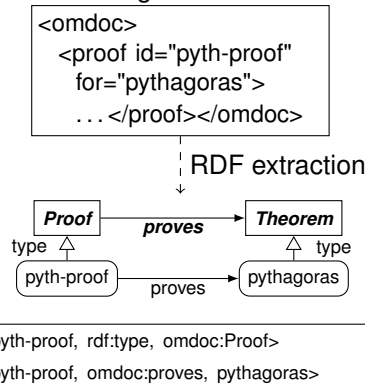 <omdoc>
<proof id="pyth-proof"
for="pythagoras">
...</proof></omdoc>
RDF extraction
Proof proves Theorem
type type
pyth-proof proves pythagoras
yth-proof, rdf:type, omdoc:Proof>
yth-proof, omdoc:proves, pythagoras>